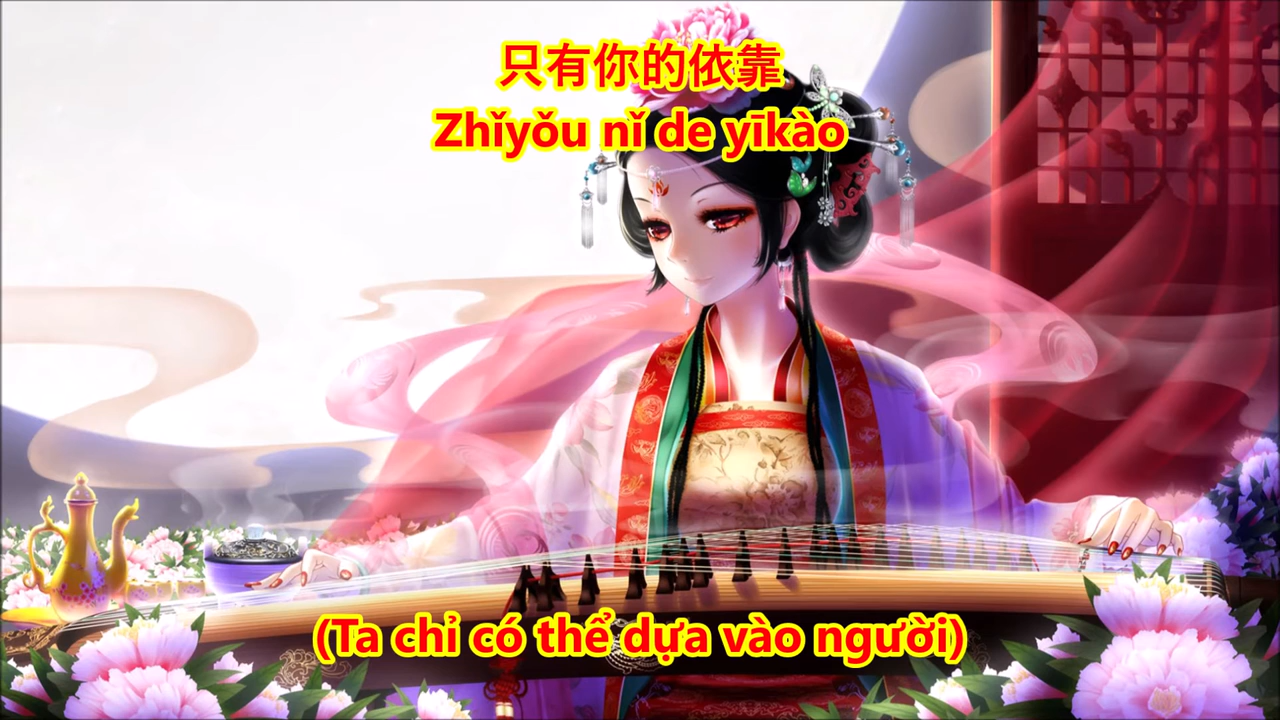 只有你的依靠
Zhǐyǒu nǐ de yīkào
(Ta chỉ có thể dựa vào người)